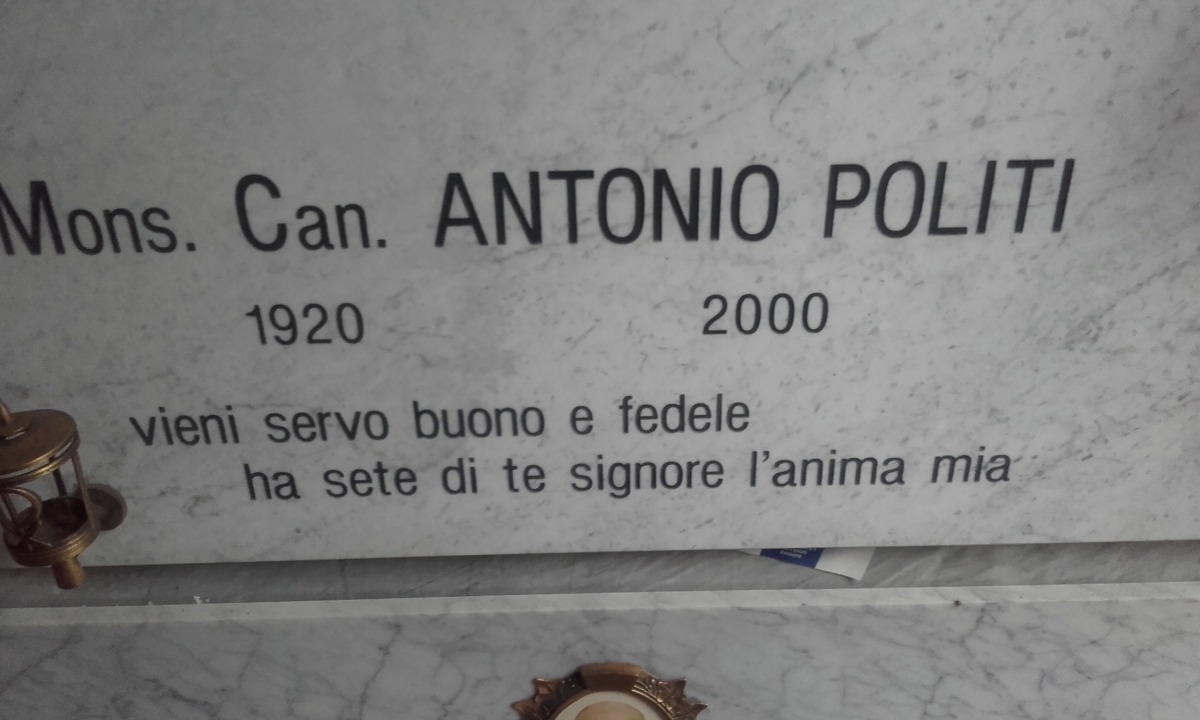 Mons. Can. ANTONIO POLITI
1920 2000
vieni servo buono e fedele
ha sete di te signore l'anima mia